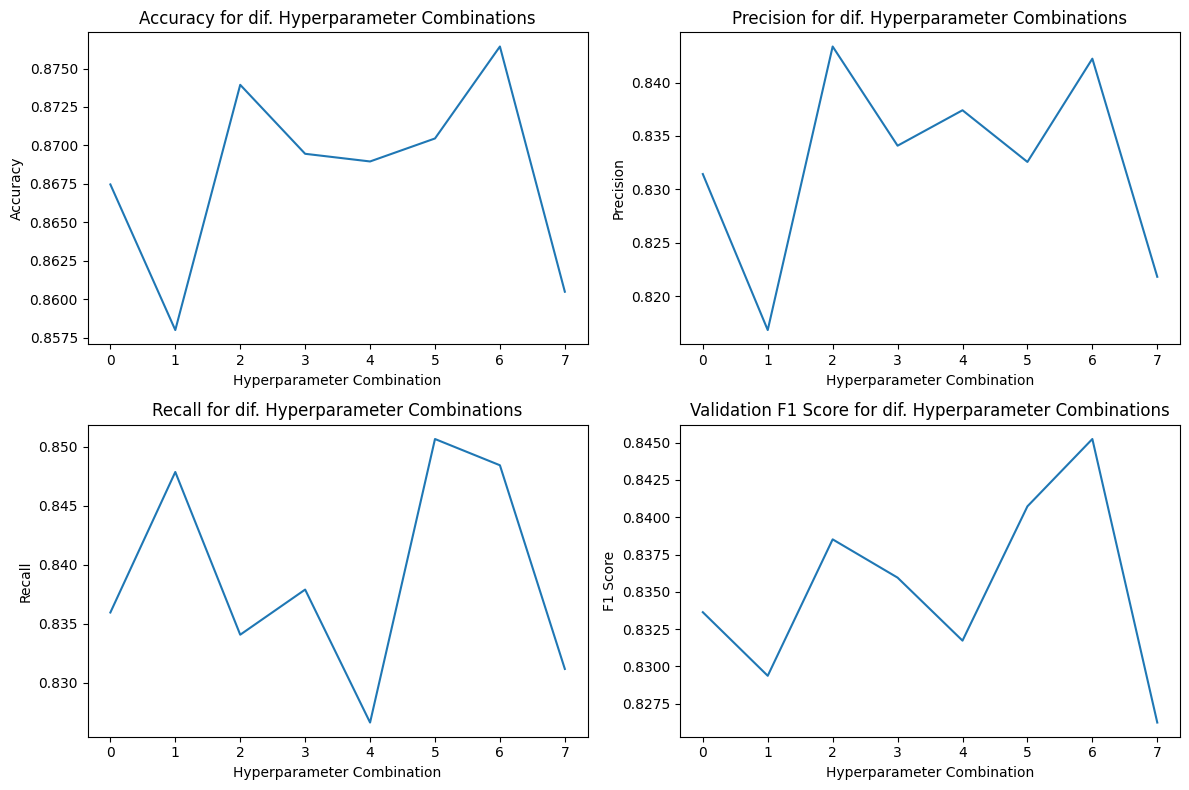 Accuracy for dif. Hyperparameter Combinations
0.8750
0.8725
0.8700
0.8675
0.8650
0.8625
0.8600
0.8575
Accuracy
0 1 2 3 4 5 6 7
Hyperparameter Combination
Precision for dif. Hyperparameter Combinations
0.840
0.835
0.830
0.825
0.820
Precision
0 1 2 3 4 5 6 7
Hyperparameter Combination
Recall for dif. Hyperparameter Combinations
0.850
0.845
0.840
0.835
0.830
Recall
0 1 2 3 4 5 6 7
Hyperparameter Combination
Validation F1 Score for dif. Hyperparameter Combinations
0.8450
0.8425
0.8400
0.8375
0.8350
0.8325
0.8300
0.8275
F1 Score
0 1 2 3 4 5 6 7
Hyperparameter Combination